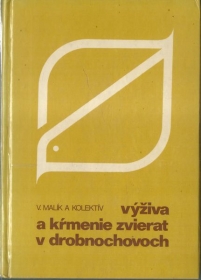 V. MALÍK A KOLEKTÍV
výživa
a kŕmenie zvierat
v drobnochovoch